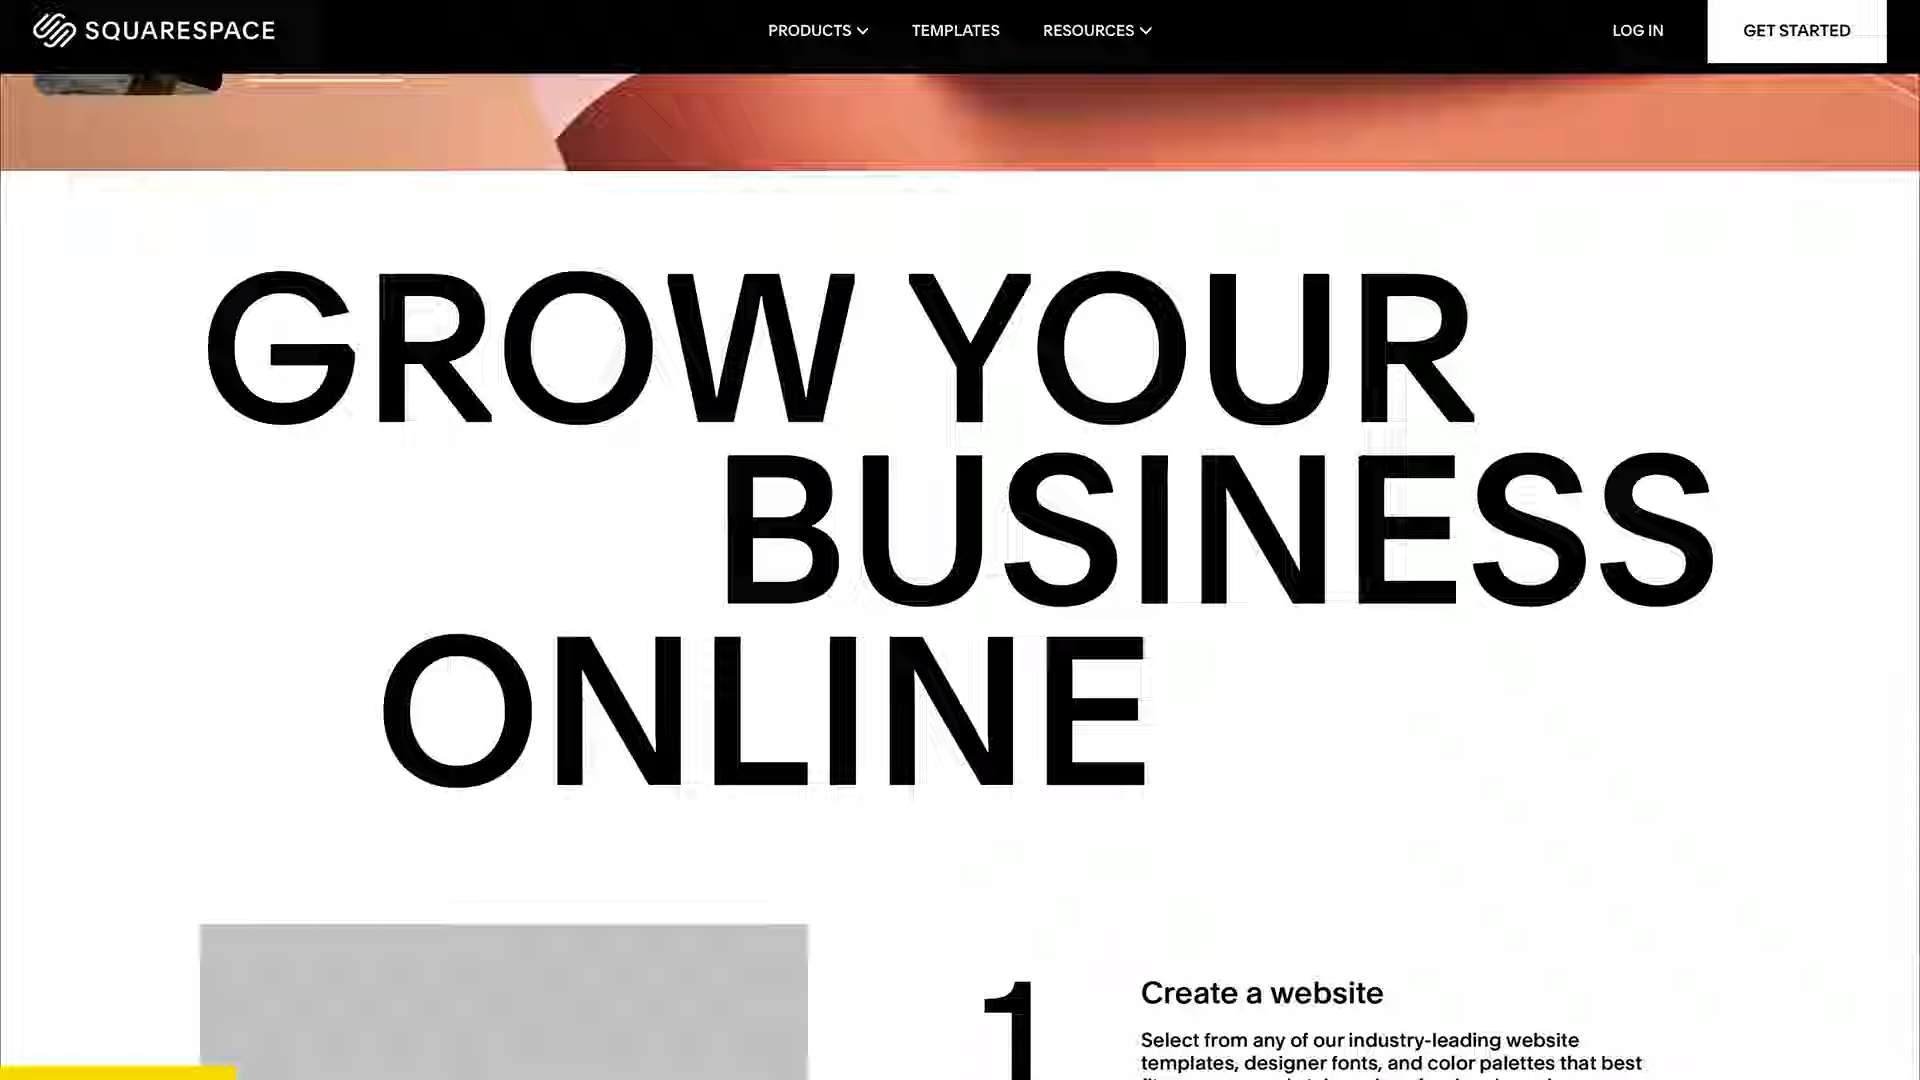 SQUARESPACE
PRODUCTS
TEMPLATES
RESOURCES
LOG IN
GET STARTED
GROW YOUR
BUSINESS
ONLINE
1
Create a website
Select from any of our industry-leading website
templates, designer fonts, and color palettes that best